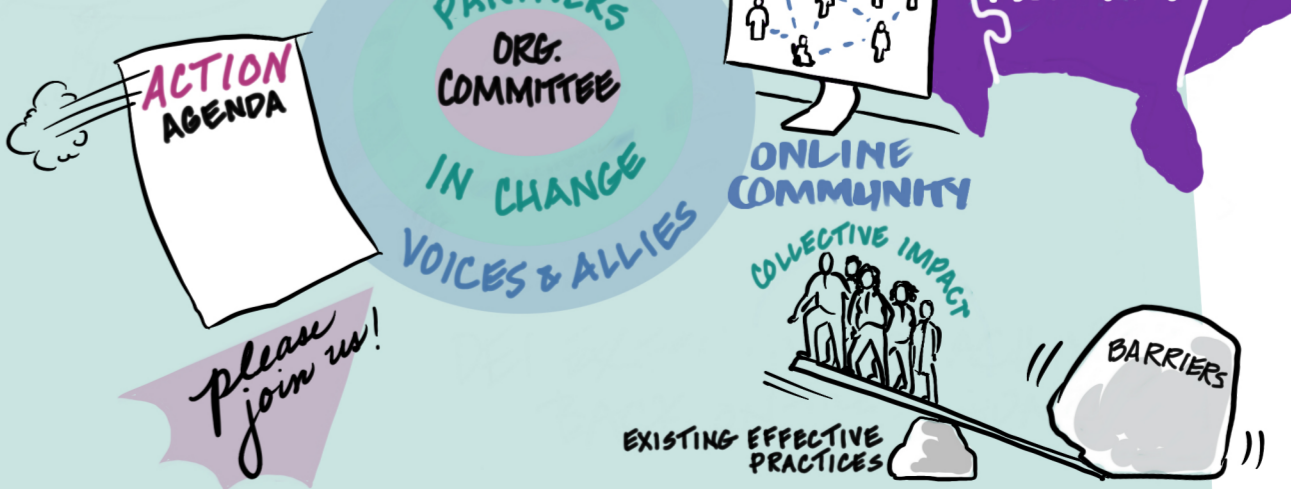 ACTION
AGENDA
PARTNERS
ORG.
COMMITTEE
IN CHANGE
VOICES & ALLIES
please
join us!
ONLINE
COMMUNITY
COLLECTIVE IMPACT
EXISTING EFFECTIVE
PRACTICES
BARRIERS